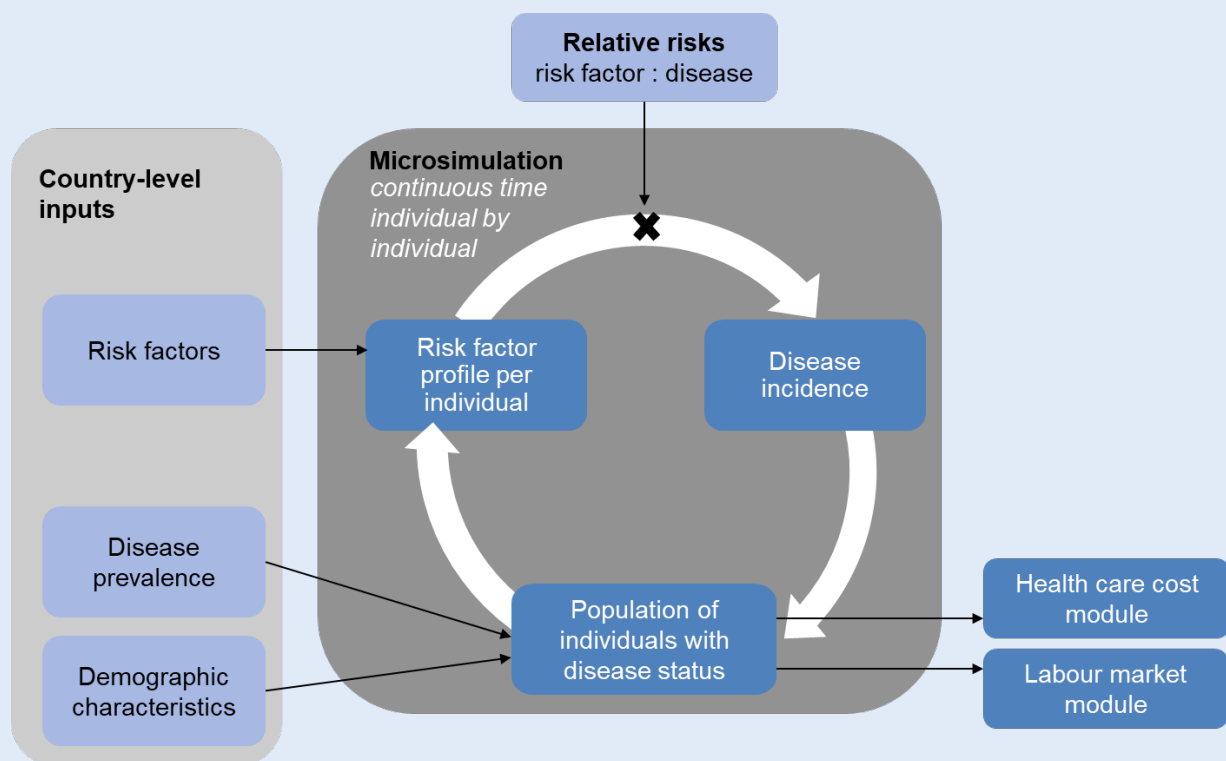 Relative risks
risk factor : disease
Country-level
inputs
Microsimulation
continuous time
individual by
individual
Risk factors
Risk factor
profile per
individual
Disease
incidence
Disease
prevalence
Demographic
characteristics
Population of
individuals with
disease status
Health care cost
module
Labour market
module